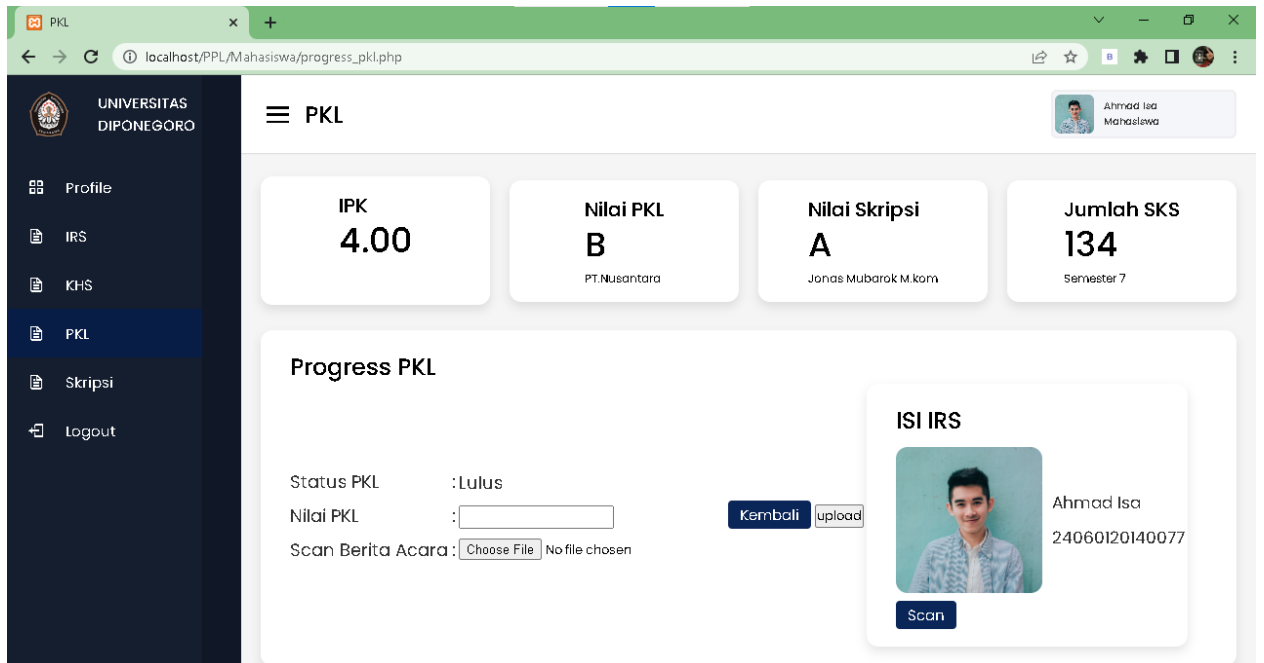 PKL
localhost/PPL/Mahasiswa/progress_pkl.php
B
UNIVERSITAS
DIPONEGORO
PKL
Ahmad Isa
Mahasiswa
Profile
IRS
KHS
PKL
Skripsi
Logout
IPK
4.00
Nilai PKL
B
PT.Nusantara
Nilai Skripsi
A
Jonas Mubarok M.kom
Jumlah SKS
134
Semester 7
Progress PKL
Status PKL : Lulus
Nilai PKL :
Scan Berita Acara : Choose File No file chosen
Kembali upload
ISI IRS
Ahmad Isa
24060120140077
Scan